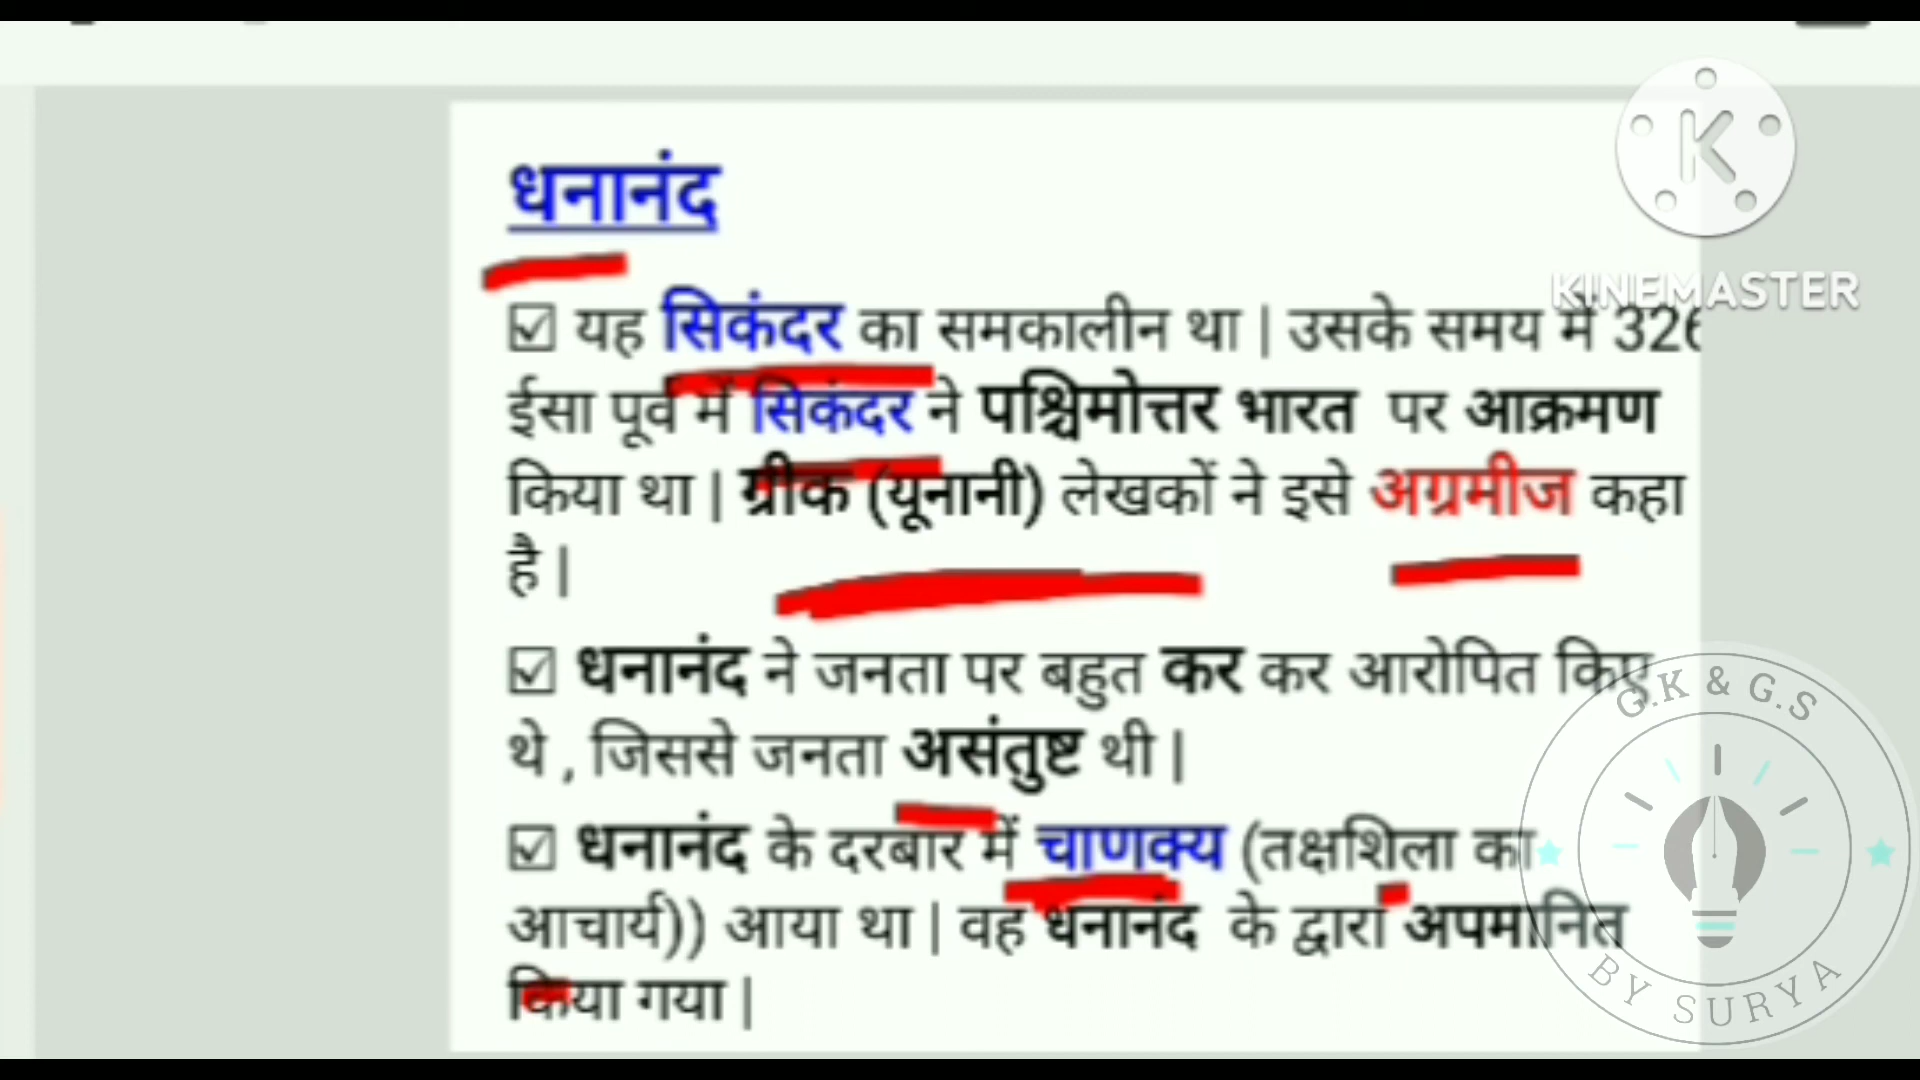 धनानंद
☑ यह सिकंदर का समकालीन था | उसके समय में 326
ईसा पूर्व में सिकंदर ने पश्चिमोत्तर भारत पर आक्रमण
किया था | ग्रीक (यूनानी) लेखकों ने इसे अग्रमीज कहा
है |
☑ धनानंद ने जनता पर बहुत कर कर आरोपित किए
थे , जिससे जनता असंतुष्ट थी |
☑ धनानंद के दरबार में चाणक्य (तक्षशिला का
आचार्य)) आया था | वह धनानंद के द्वारा अपमानित
किया गया |
K
KINEMASTER
G.K & G.S
BY SURYA